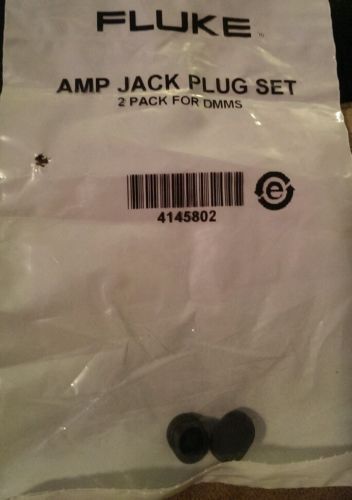 FLUKE
AMP JACK PLUG SET
2 PACK FOR DMMS
e
4145802